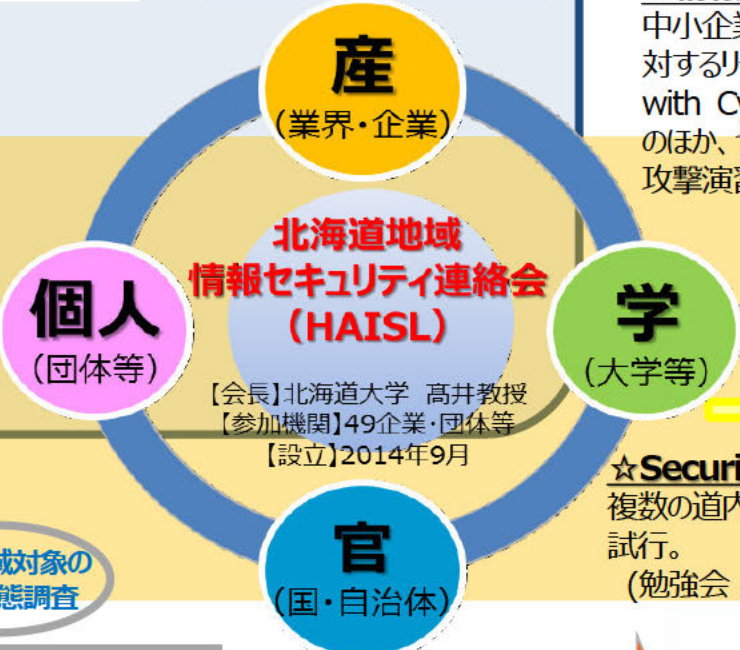 産
(業界・企業)
中小企業
対するリ
with Cy
のほか、
攻撃演習
北海道地域
情報セキュリティ連絡会
(HAISL)
個人
(団体等)
学
(大学等)
【会長】北海道大学 髙井教授
【参加機関】49企業・団体等
【設立】2014年9月
☆Securi
複数の道内
試行。
(勉強会
官
(国・自治体)
域対象の
態調査